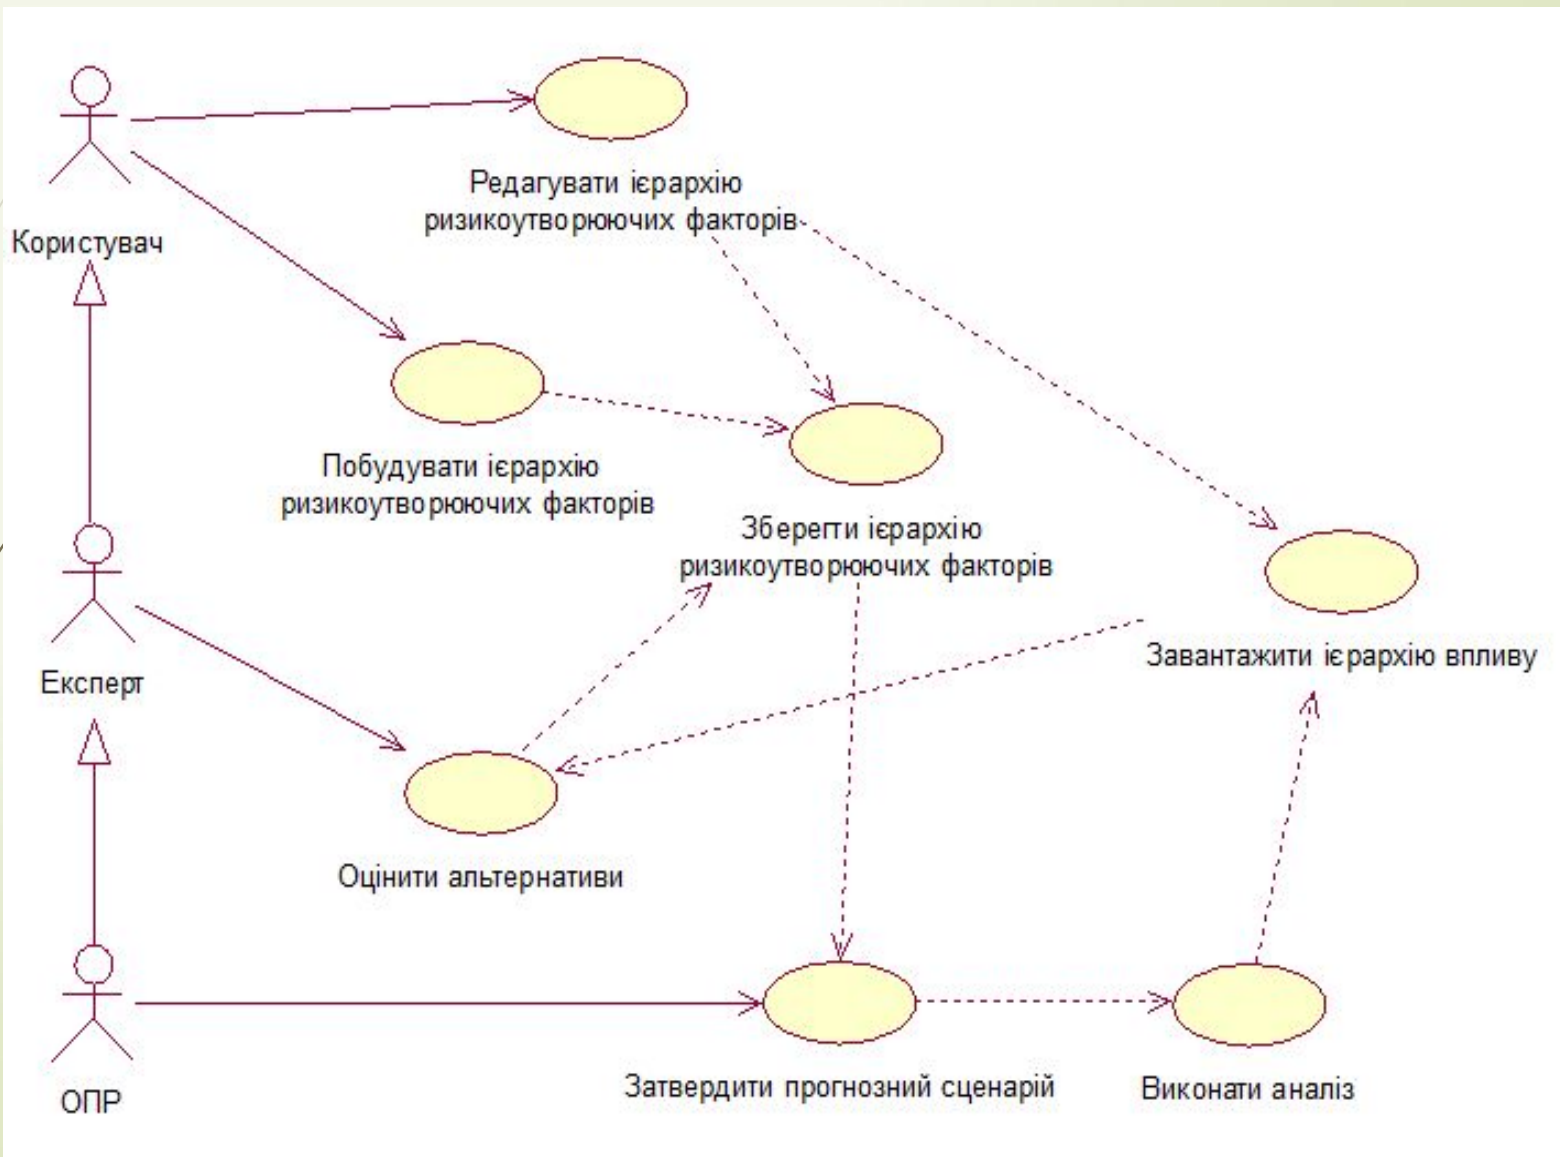 Редагувати ієрархію
ризикоутворюючих факторів
Користувач
Побудувати ієрархію
ризикоутворюючих факторів
Зберегти ієрархію
ризикоутворюючих факторів
Завантажити ієрархію впливу
Експерт
Оцінити альтернативи
Затвердити прогнозний сценарій
Виконати аналіз
ОПР